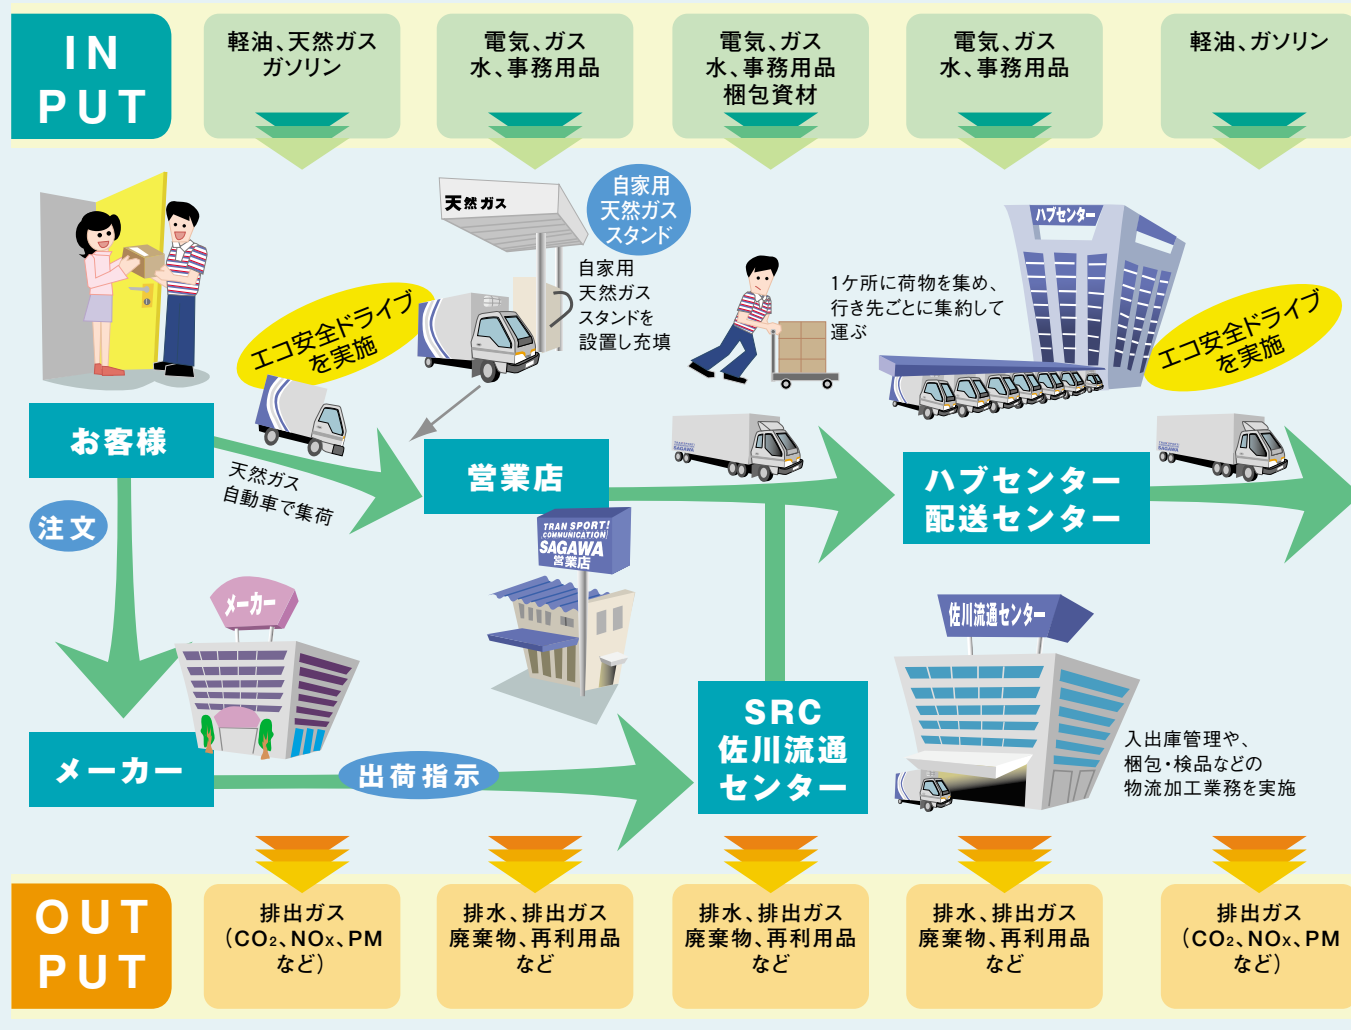 IN
PUT
軽油、天然ガス
ガソリン
電気、ガス
水、事務用品
電気、ガス
水、事務用品
梱包資材
電気、ガス
水、事務用品
軽油、ガソリン
天然ガス
自家用
天然ガス
スタンド
自家用
天然ガス
スタンドを
設置し充填
1ケ所に荷物を集め、
行き先ごとに集約して
運ぶ
ハブセンター
エコ安全ドライブ
を実施
エコ安全ドライブ
を実施
お客様
天然ガス
自動車で集荷
営業店
ハブセンター
配送センター
注文
TRANSPORT!
COMMUNICATION
SAGAWA
営業店
メーカー
佐川流通センター
メーカー
出荷指示
SRC
佐川流通
センター
入出庫管理や、
梱包・検品などの
物流加工業務を実施
OUT
PUT
排出ガス
（CO₂、NOx、PM
など）
排水、排出ガス
廃棄物、再利用品
など
排水、排出ガス
廃棄物、再利用品
など
排水、排出ガス
廃棄物、再利用品
など
排出ガス
（CO₂、NOx、PM
など）